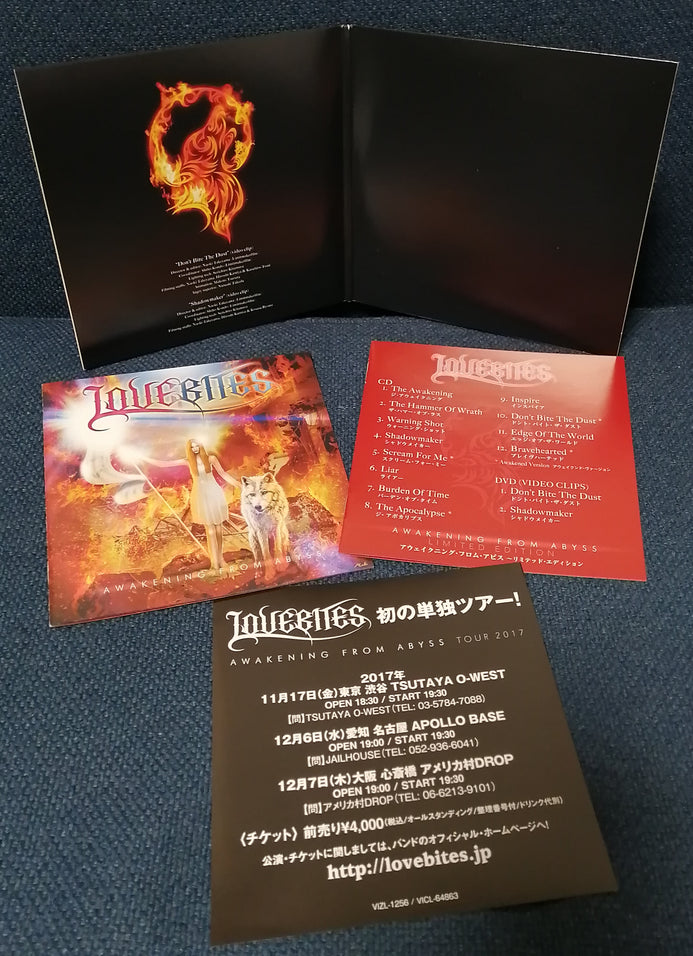 "Don't Bite The Dust" (video clip)
"Shadowmaker" (video clip)
LOVEBITES
AWAKENING FROM ABYSS
LOVEBITES
CD
1. The Awakening
ジ・アウェイクニング
2. The Hammer Of Wrath
ザ・ハマー・オブ・ラス
3. Warning Shot
ウォーニング・ショット
4. Shadowmaker
シャドウメイカー
5. Scream For Me *
スクリーム・フォー・ミー
6. Liar
ライアー
7. Burden Of Time
バーデン・オブ・タイム
8. The Apocalypse *
ジ・アポカリプス
9. Inspire
インスパイア
10. Don't Bite The Dust *
ドント・バイト・ザ・ダスト
11. Edge Of The World
エッジ・オブ・ザ・ワールド
12. Bravehearted *
ブレイヴハーテッド
* Awakened Version アウェイクンド・ヴァージョン
DVD (VIDEO CLIPS)
1. Don't Bite The Dust
ドント・バイト・ザ・ダスト
2. Shadowmaker
シャドウメイカー
AWAKENING FROM ABYSS
LIMITED EDITION
アウェイクニング・フロム・アビス ~リミテッド・エディション
LOVEBITES 初の単独ツアー!
AWAKENING FROM ABYSS TOUR 2017
2017年
11月17日(金)東京 渋谷 TSUTAYA O-WEST
OPEN 18:30 / START 19:30
【問】TSUTAYA O-WEST(TEL: 03-5784-7088)
12月6日(水)愛知 名古屋 APOLLO BASE
OPEN 19:00 / START 19:30
【問】JAILHOUSE(TEL: 052-936-6041)
12月7日(木)大阪 心斎橋 アメリカ村DROP
OPEN 19:00 / START 19:30
【問】アメリカ村DROP(TEL: 06-6213-9101)
〈チケット〉 前売り¥4,000(税込/オールスタンディング/整理番号付/ドリンク代別)
公演・チケットに関しましては、バンドのオフィシャル・ホームページへ!
http://lovebites.jp
VIZL-1256 / VICL-64863